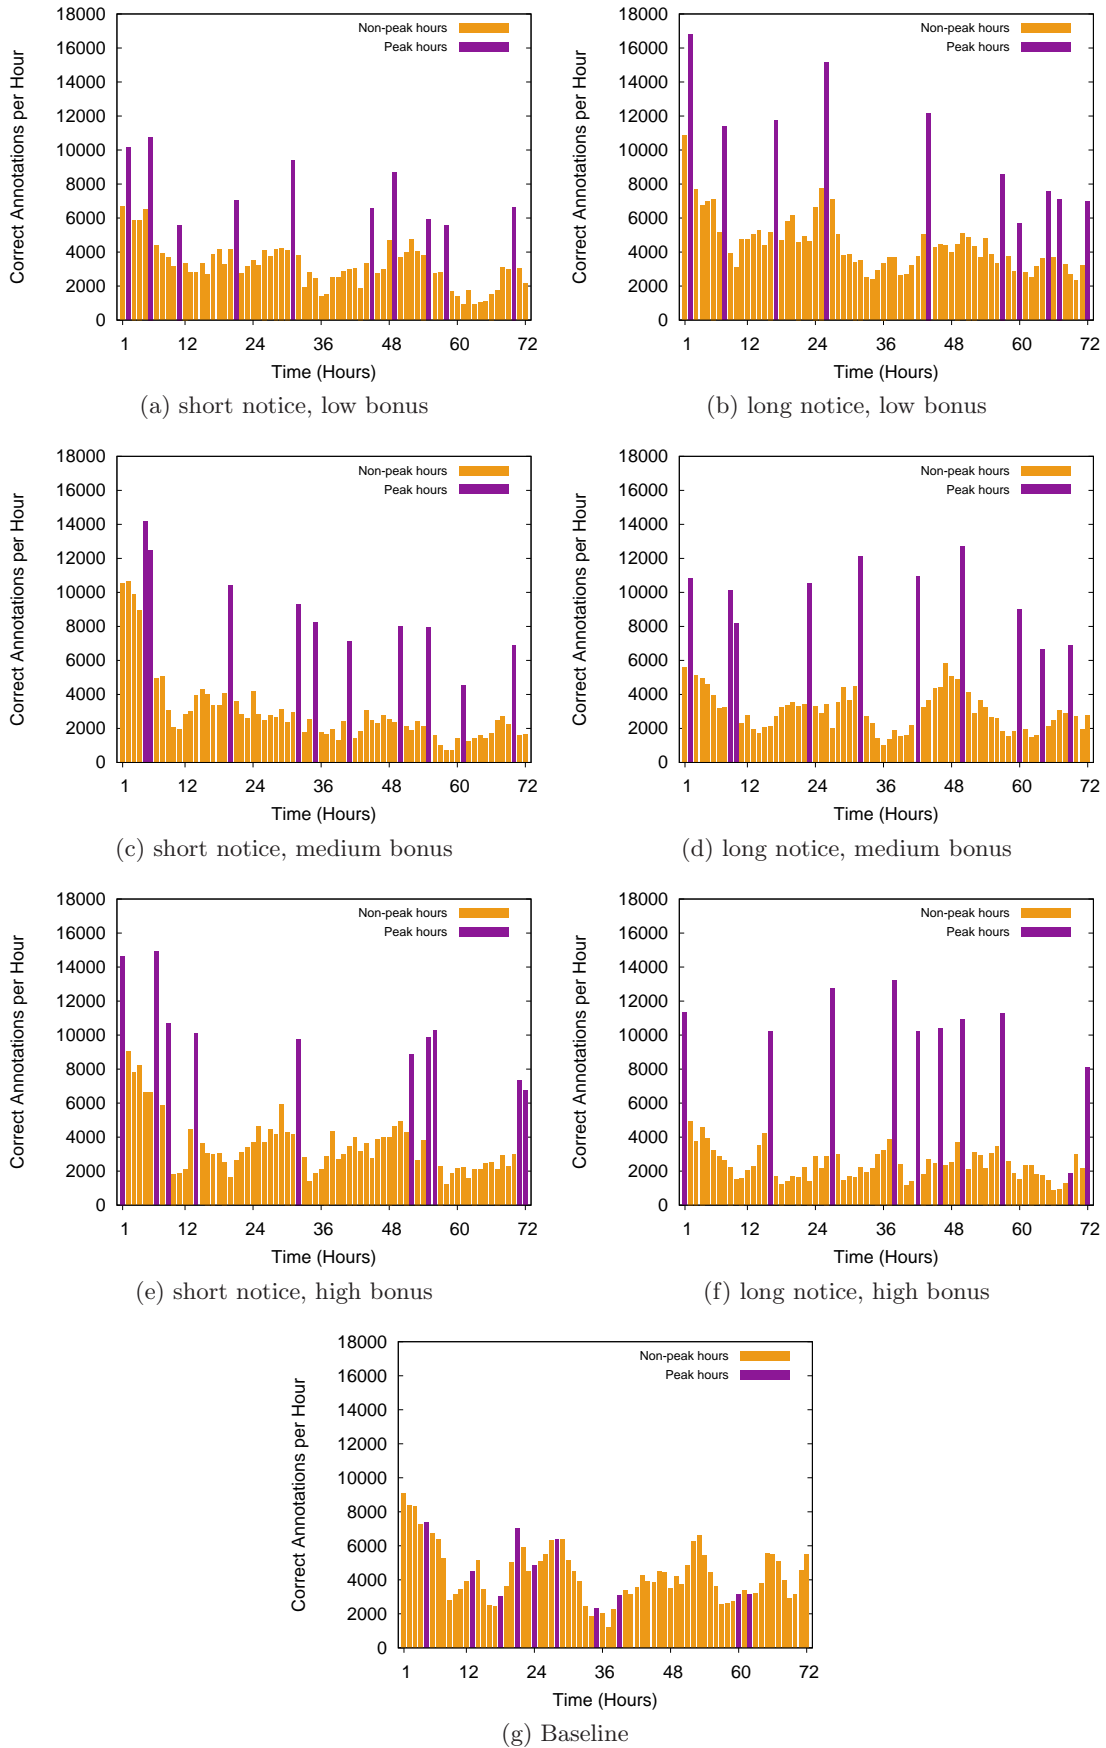 18000
16000
14000
12000
10000
8000
6000
4000
2000
0
Correct Annotations per Hour
Non-peak hours
Peak hours
1 12 24 36 48 60 72
Time (Hours)
(a) short notice, low bonus
18000
16000
14000
12000
10000
8000
6000
4000
2000
0
Correct Annotations per Hour
Non-peak hours
Peak hours
1 12 24 36 48 60 72
Time (Hours)
(b) long notice, low bonus
18000
16000
14000
12000
10000
8000
6000
4000
2000
0
Correct Annotations per Hour
Non-peak hours
Peak hours
1 12 24 36 48 60 72
Time (Hours)
(c) short notice, medium bonus
18000
16000
14000
12000
10000
8000
6000
4000
2000
0
Correct Annotations per Hour
Non-peak hours
Peak hours
1 12 24 36 48 60 72
Time (Hours)
(d) long notice, medium bonus
18000
16000
14000
12000
10000
8000
6000
4000
2000
0
Correct Annotations per Hour
Non-peak hours
Peak hours
1 12 24 36 48 60 72
Time (Hours)
(e) short notice, high bonus
18000
16000
14000
12000
10000
8000
6000
4000
2000
0
Correct Annotations per Hour
Non-peak hours
Peak hours
1 12 24 36 48 60 72
Time (Hours)
(f) long notice, high bonus
18000
16000
14000
12000
10000
8000
6000
4000
2000
0
Correct Annotations per Hour
Non-peak hours
Peak hours
1 12 24 36 48 60 72
Time (Hours)
(g) Baseline